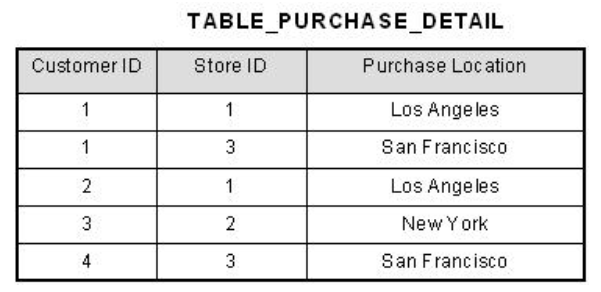 TABLE_PURCHASE_DETAIL
Customer ID Store ID Purchase Location
1 1 Los Angeles
1 3 San Francisco
2 1 Los Angeles
3 2 New York
4 3 San Francisco